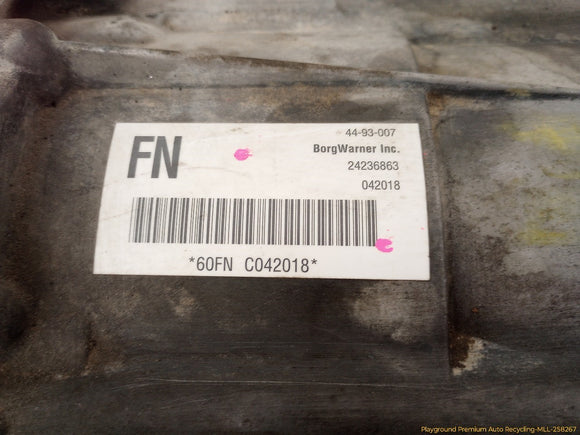 FN
44-93-007
BorgWarner Inc.
24236863
042018
*60FN C042018*
Playground Premium Auto Recycling-MLL-258267